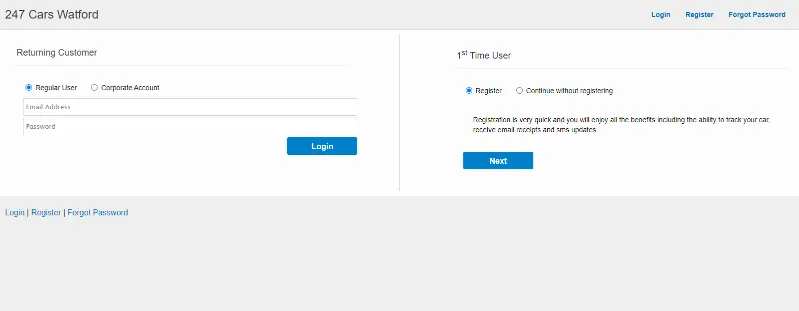 247 Cars Watford
Login Register Forgot Password
Returning Customer
Regular User Corporate Account
Email Address
Password
Login
1st Time User
Register Continue without registering
Registration is very quick and you will enjoy all the benefits including the ability to track your car,
receive email receipts and sms updates
Next
Login | Register | Forgot Password